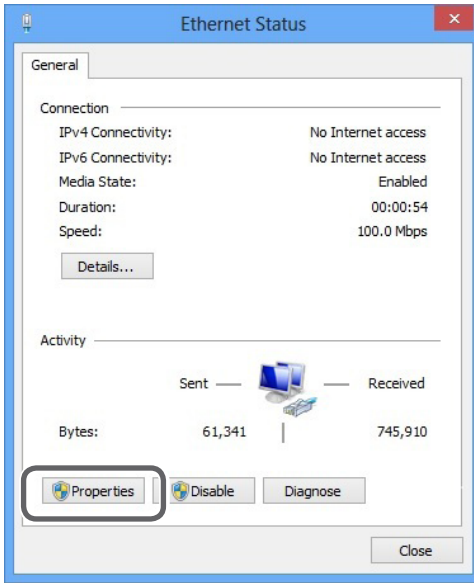 Ethernet Status
General
Connection
IPv4 Connectivity: No Internet access
IPv6 Connectivity: No Internet access
Media State: Enabled
Duration: 00:00:54
Speed: 100.0 Mbps
Details...
Activity
Sent Received
Bytes: 61,341 745,910
Properties Disable Diagnose
Close